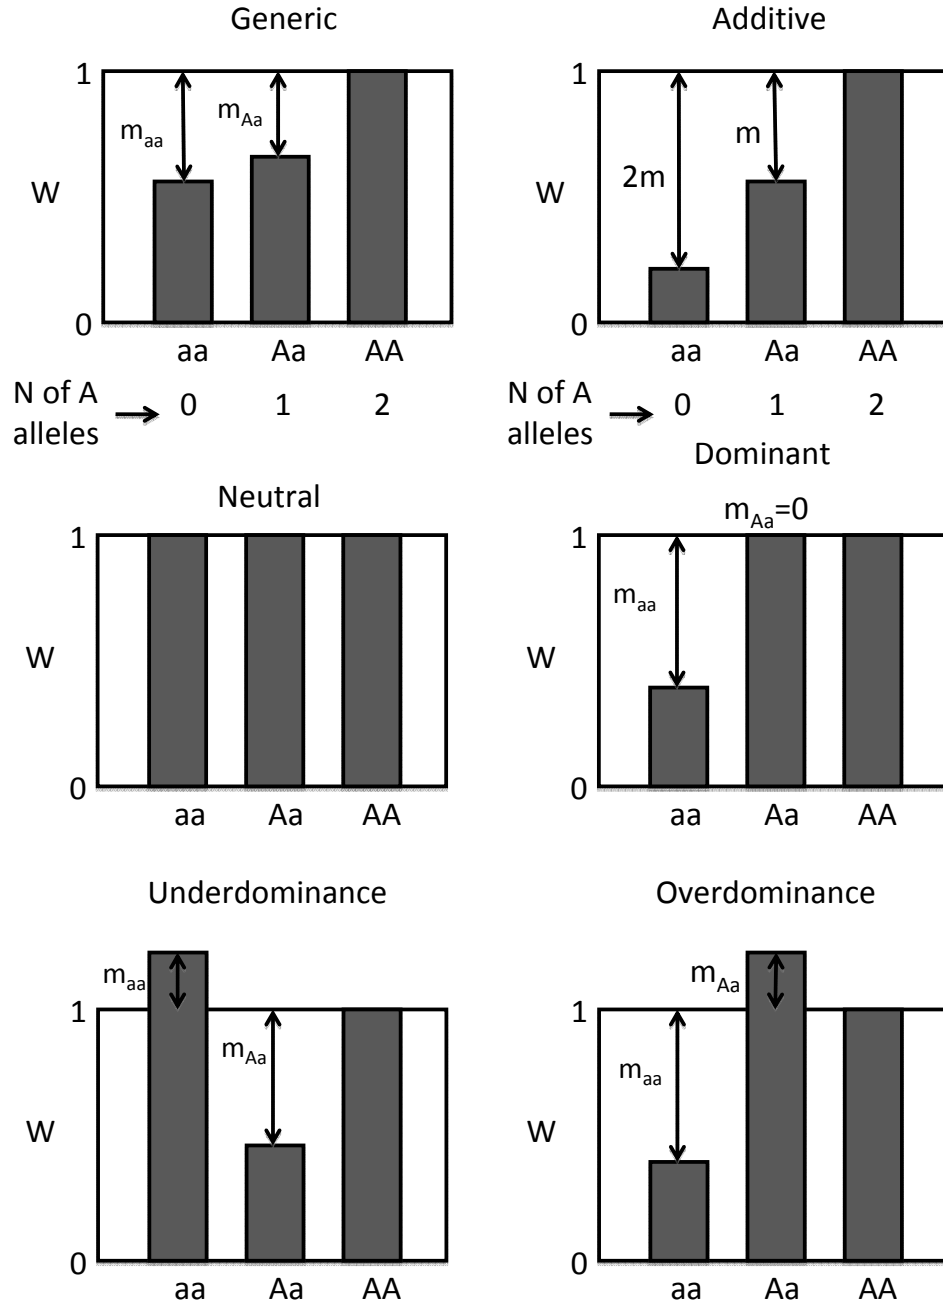 Generic
1
m_aa
m_Aa
W
0
aa Aa AA
N of A
alleles
0 1 2
Additive
1
2m
m
W
0
aa Aa AA
N of A
alleles
0 1 2
Neutral
1
W
0
aa Aa AA
Dominant
m_Aa=0
1
m_aa
W
0
aa Aa AA
Underdominance
m_aa
1
m_Aa
W
0
aa Aa AA
Overdominance
m_Aa
1
m_aa
W
0
aa Aa AA